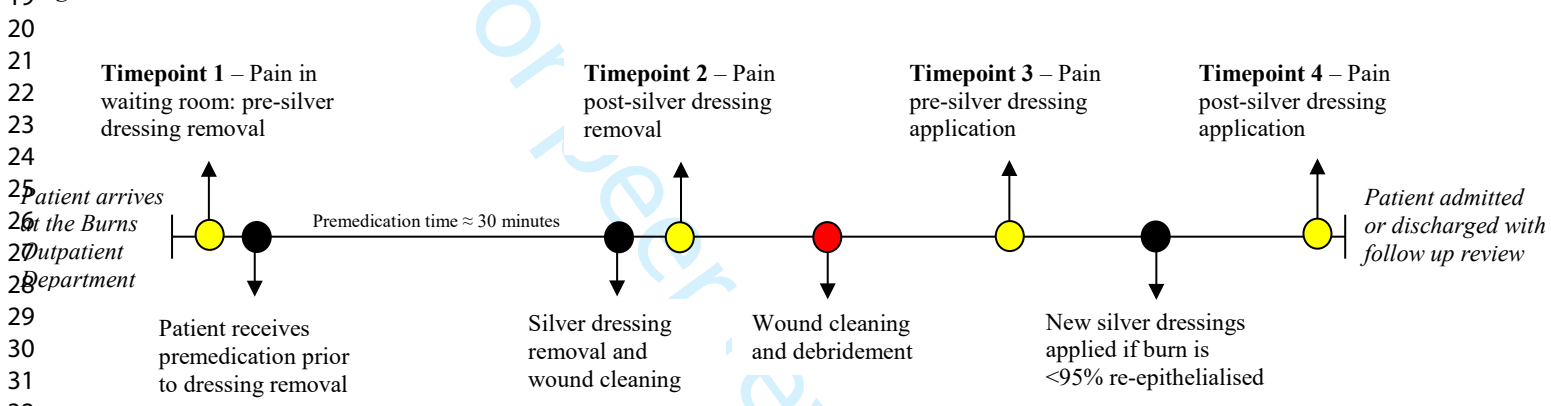 20
21
22
23
24
25
26
27
28
29
30
31
Timepoint 1 – Pain in
waiting room: pre-silver
dressing removal
Timepoint 2 – Pain
post-silver dressing
removal
Timepoint 3 – Pain
pre-silver dressing
application
Timepoint 4 – Pain
post-silver dressing
application
Patient arrives
at the Burns
Outpatient
Department
Premedication time ≈ 30 minutes
Patient admitted
or discharged with
follow up review
Patient receives
premedication prior
to dressing removal
Silver dressing
removal and
wound cleaning
Wound cleaning
and debridement
New silver dressings
applied if burn is
<95% re-epithelialised
or peer